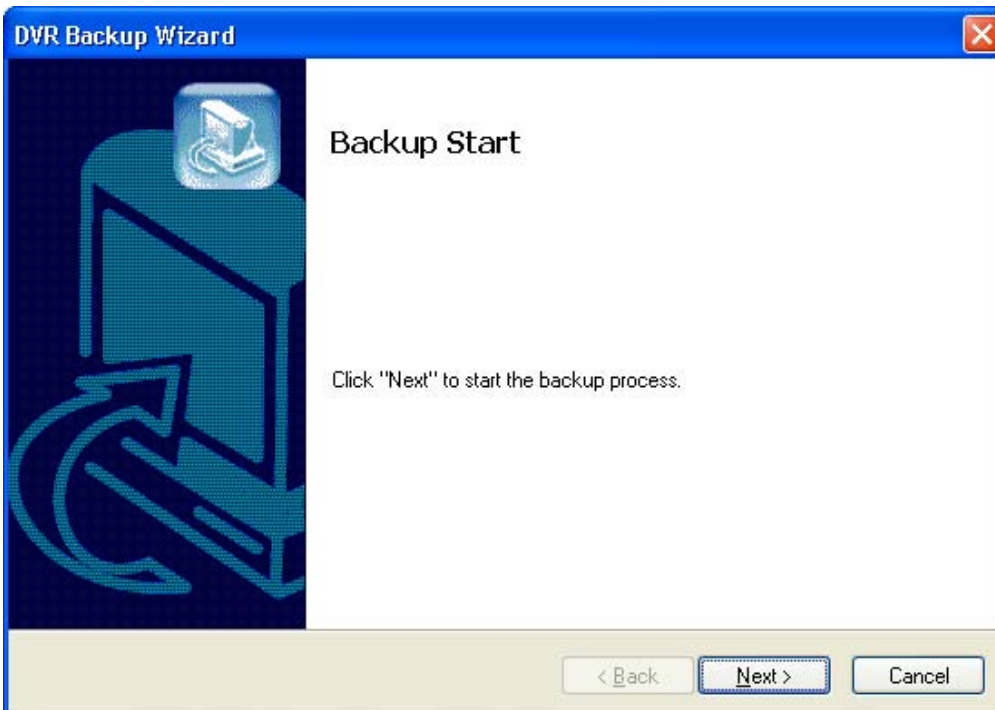 DVR Backup Wizard
Backup Start
Click "Next" to start the backup process.
< Back
Next >
Cancel